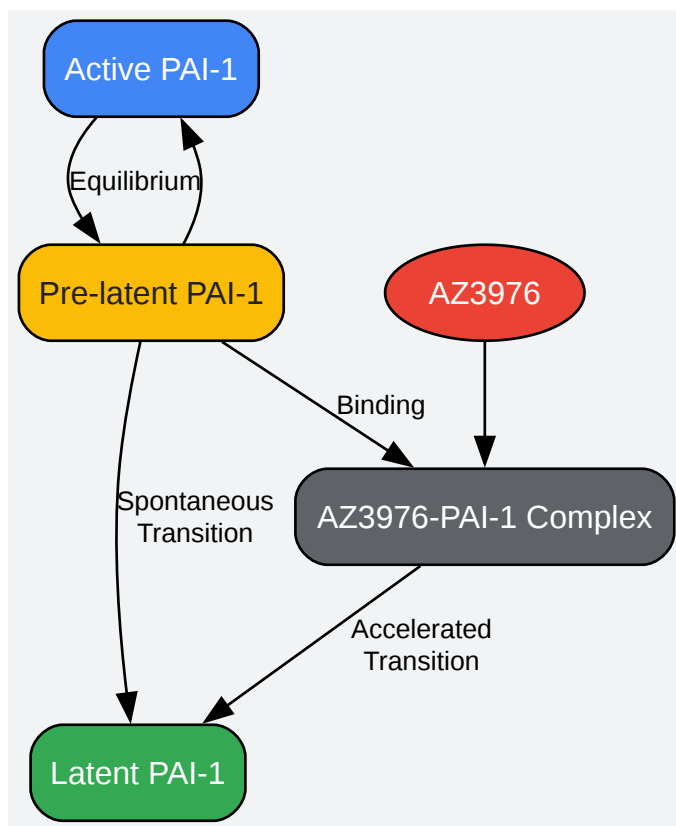 Active PAI-1
Equilibrium
Pre-latent PAI-1
AZ3976
Binding
Spontaneous
Transition
AZ3976-PAI-1 Complex
Accelerated
Transition
Latent PAI-1